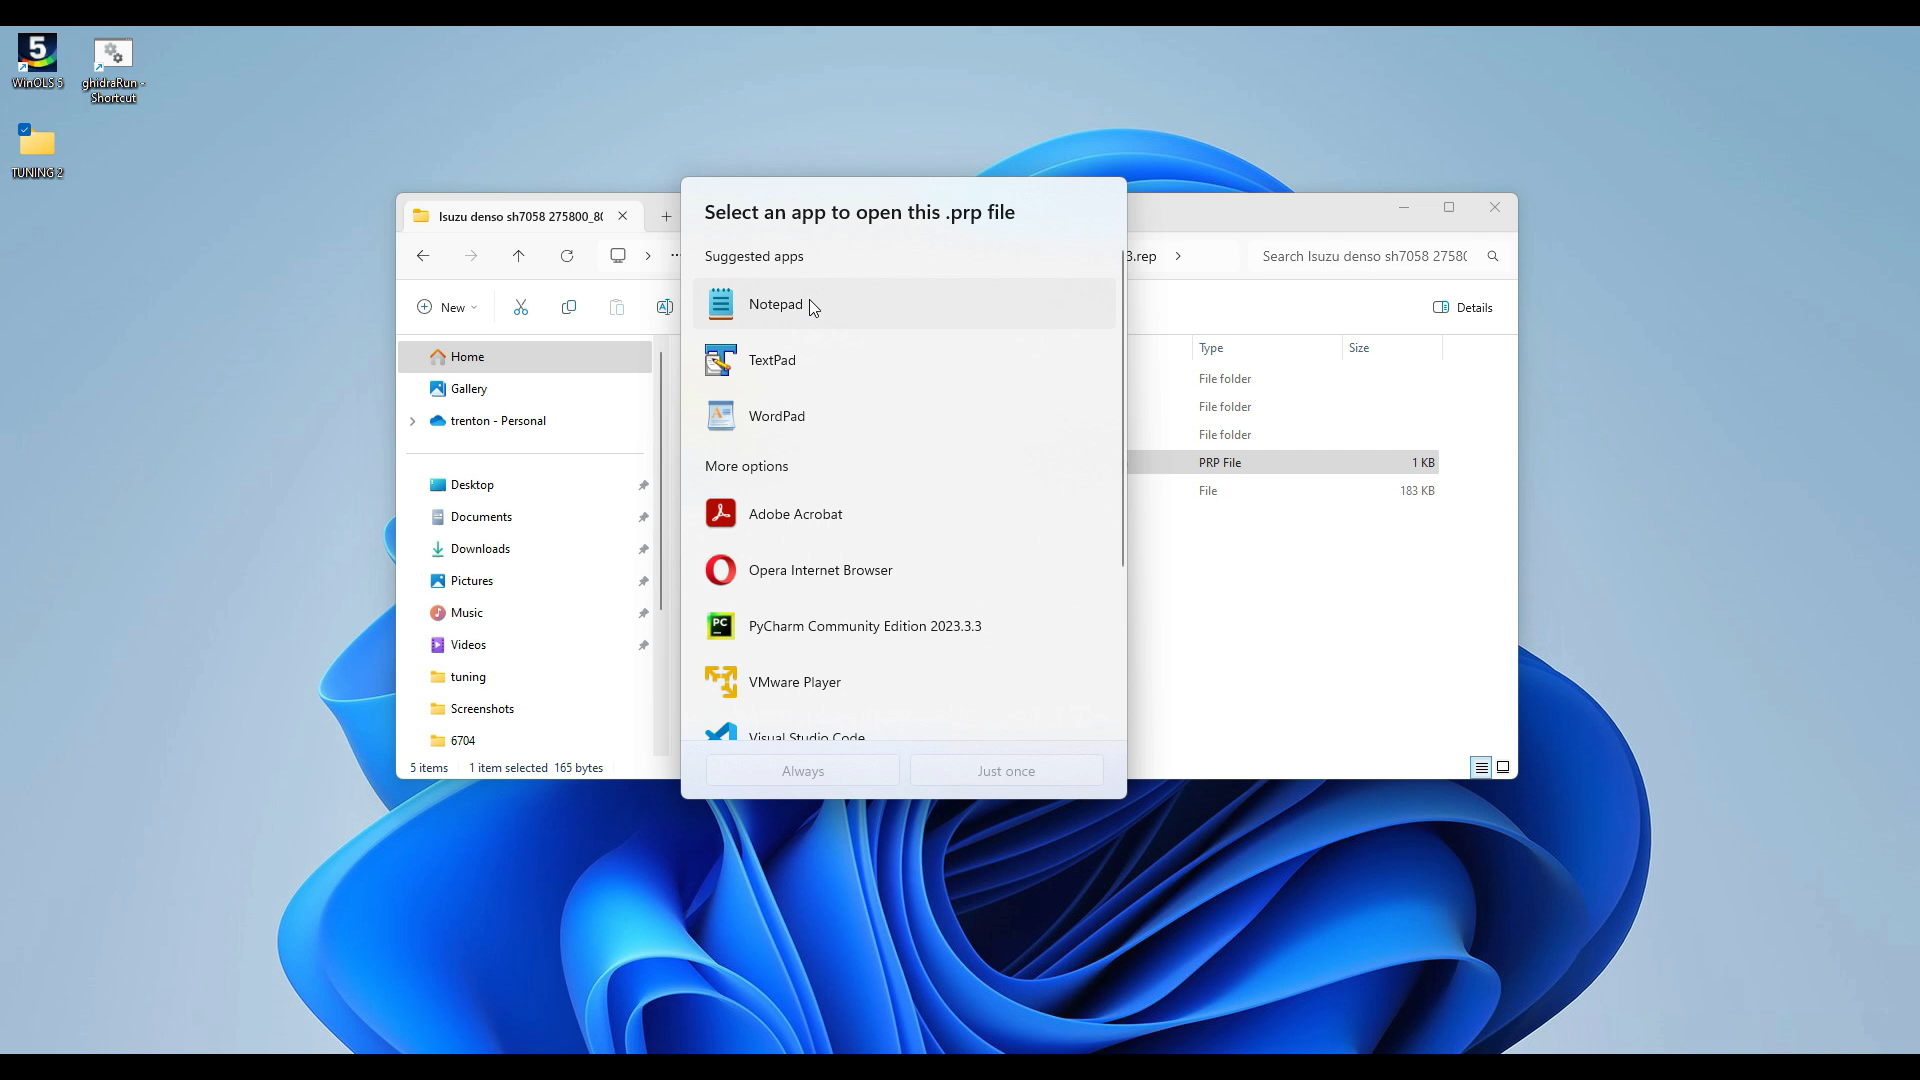 WinOLS 5
ghidraRun -
Shortcut
TUNING 2
Isuzu denso sh7058 275800_80
3.rep
Search Isuzu denso sh7058 27580
New
Details
Home
Gallery
trenton - Personal
Desktop
Documents
Downloads
Pictures
Music
Videos
tuning
Screenshots
6704
5 items
1 item selected 165 bytes
Select an app to open this .prp file
Suggested apps
Notepad
TextPad
WordPad
More options
Adobe Acrobat
Opera Internet Browser
PyCharm Community Edition 2023.3.3
VMware Player
Visual Studio Code
Always
Just once
Type
Size
File folder
File folder
File folder
PRP File
1 KB
File
183 KB